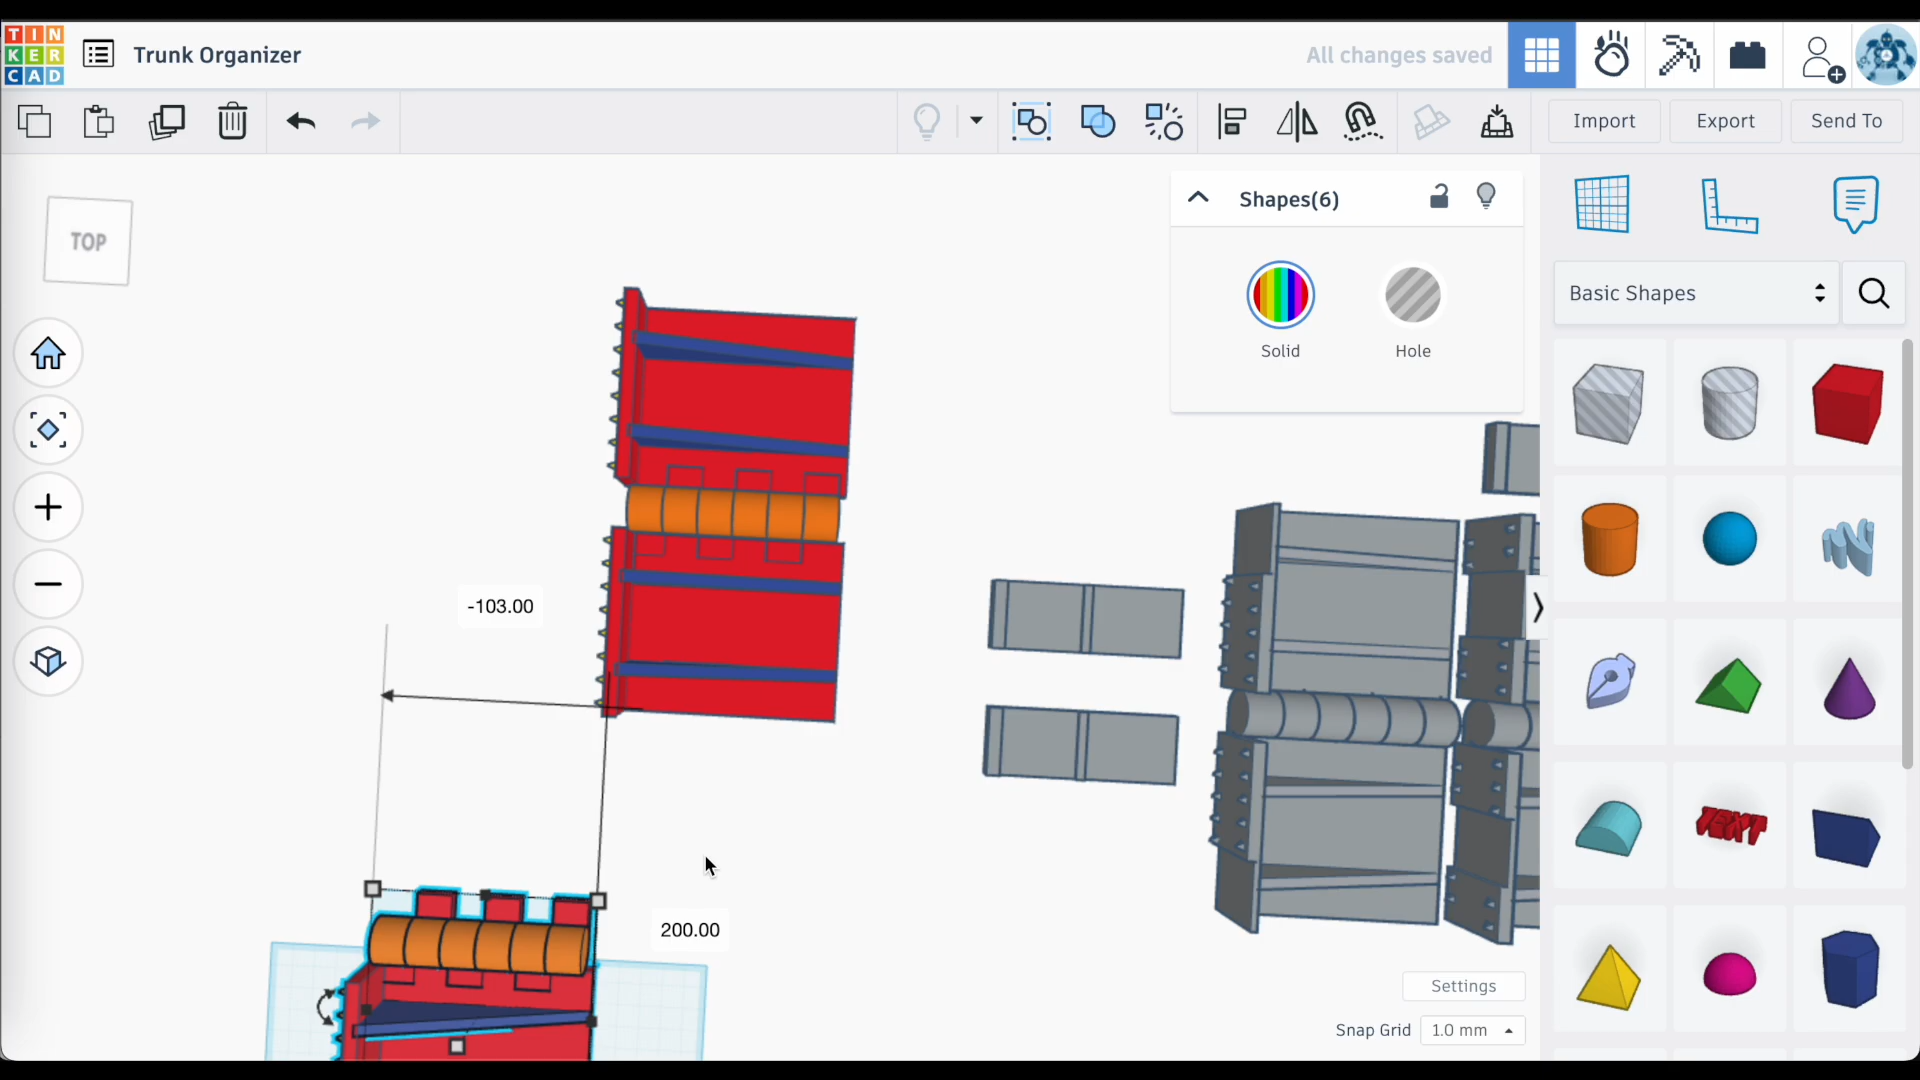 TIN
KER
CAD
Trunk Organizer
All changes saved
Import
Export
Send To
TOP
Shapes(6)
Solid
Hole
Basic Shapes
-103.00
200.00
TEXT
Settings
Snap Grid
1.0 mm